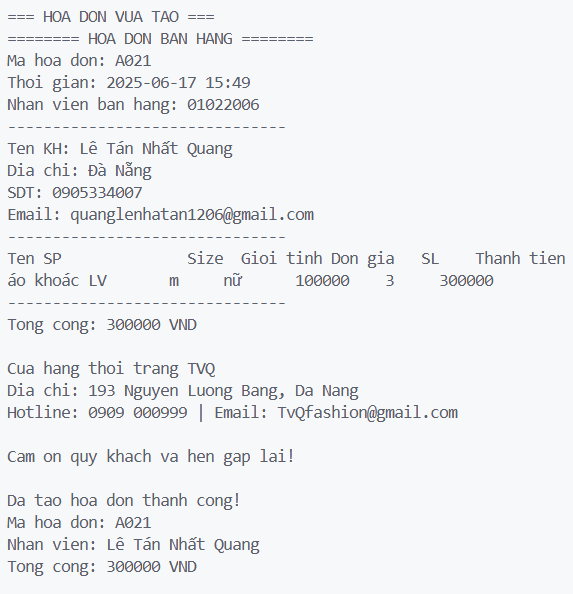 === HOA DON VUA TAO ===
======== HOA DON BAN HANG ========
Ma hoa don: A021
Thoi gian: 2025-06-17 15:49
Nhan vien ban hang: 01022006
-------------------------------
Ten KH: Lê Tán Nhất Quang
Dia chi: Đà Nẵng
SDT: 0905334007
Email: quanglenhatan1206@gmail.com
-------------------------------
Ten SP Size Gioi tinh Don gia SL Thanh tien
áo khoác LV m nữ 100000 3 300000
-------------------------------
Tong cong: 300000 VND
Cua hang thoi trang TVQ
Dia chi: 193 Nguyen Luong Bang, Da Nang
Hotline: 0909 000999 | Email: TvQfashion@gmail.com
Cam on quy khach va hen gap lai!
Da tao hoa don thanh cong!
Ma hoa don: A021
Nhan vien: Lê Tán Nhất Quang
Tong cong: 300000 VND